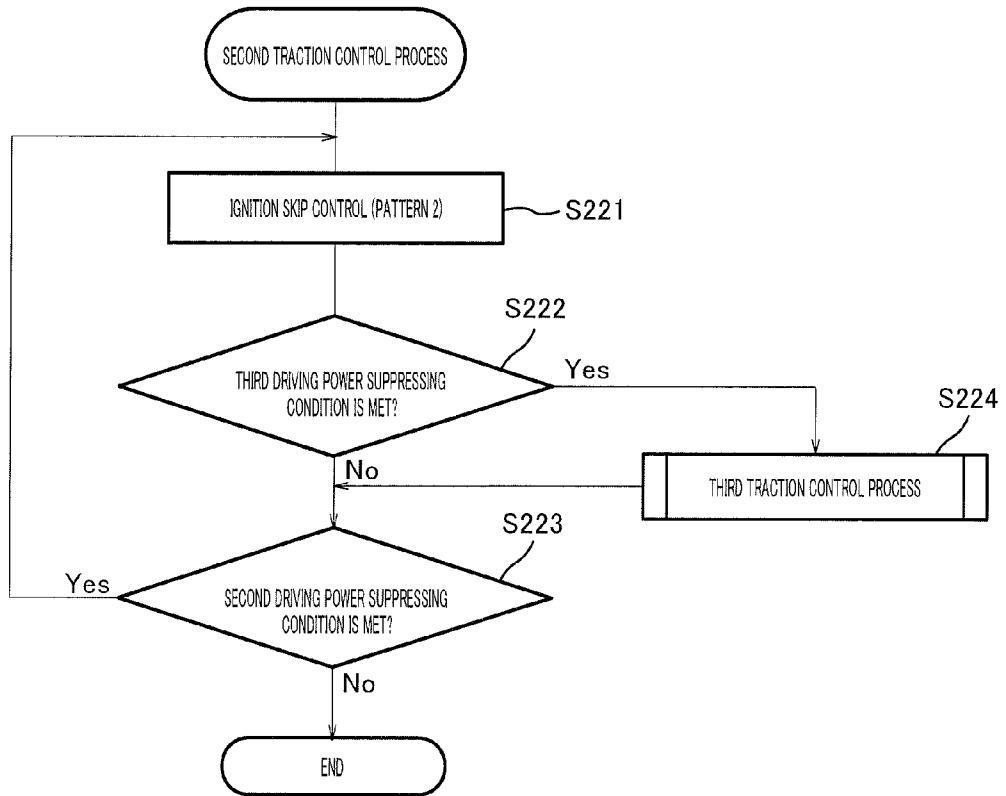 SECOND TRACTION CONTROL PROCESS
IGNITION SKIP CONTROL (PATTERN 2)
S221
S222
THIRD DRIVING POWER SUPPRESSING
CONDITION IS MET?
Yes
S224
No
THIRD TRACTION CONTROL PROCESS
S223
Yes
SECOND DRIVING POWER SUPPRESSING
CONDITION IS MET?
No
END